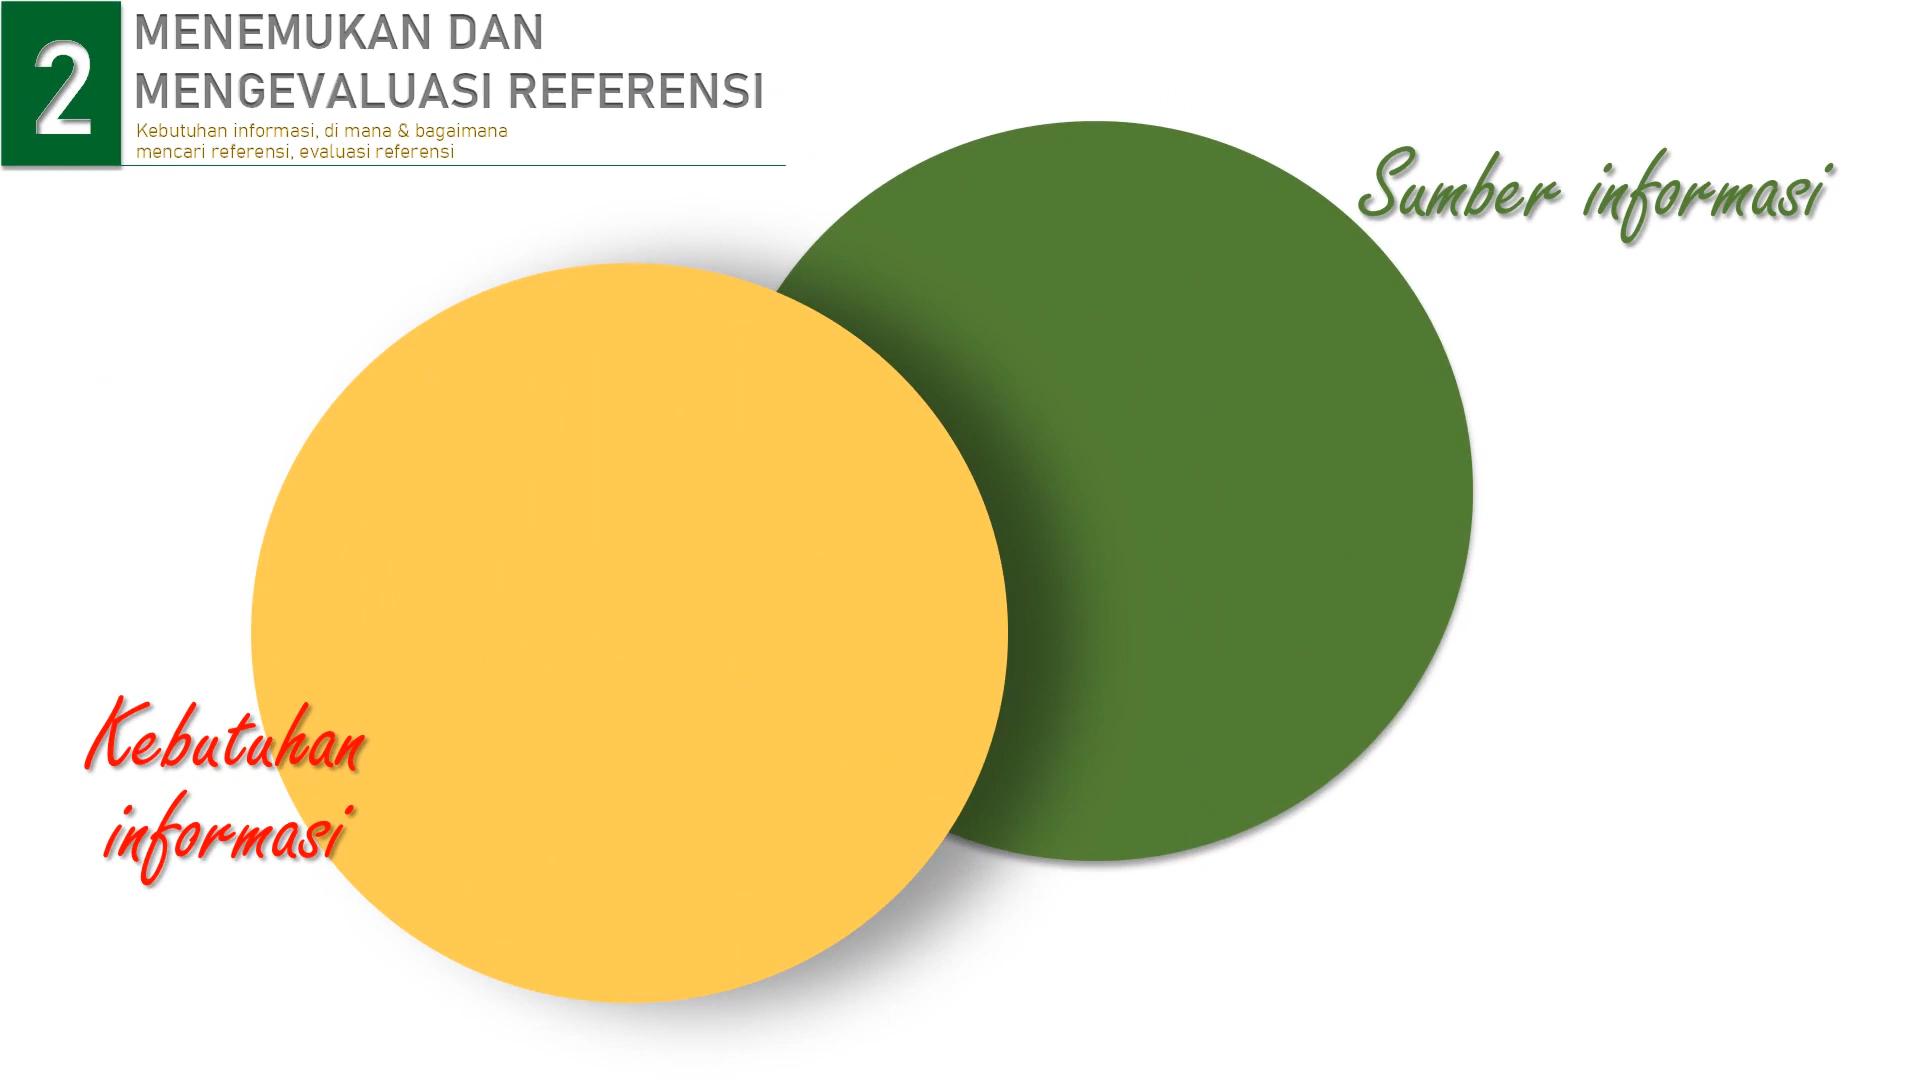 2
MENEMUKAN DAN
MENGEVALUASI REFERENSI
Kebutuhan informasi, di mana & bagaimana
mencari referensi, evaluasi referensi
Sumber informasi
Kebutuhan
informasi